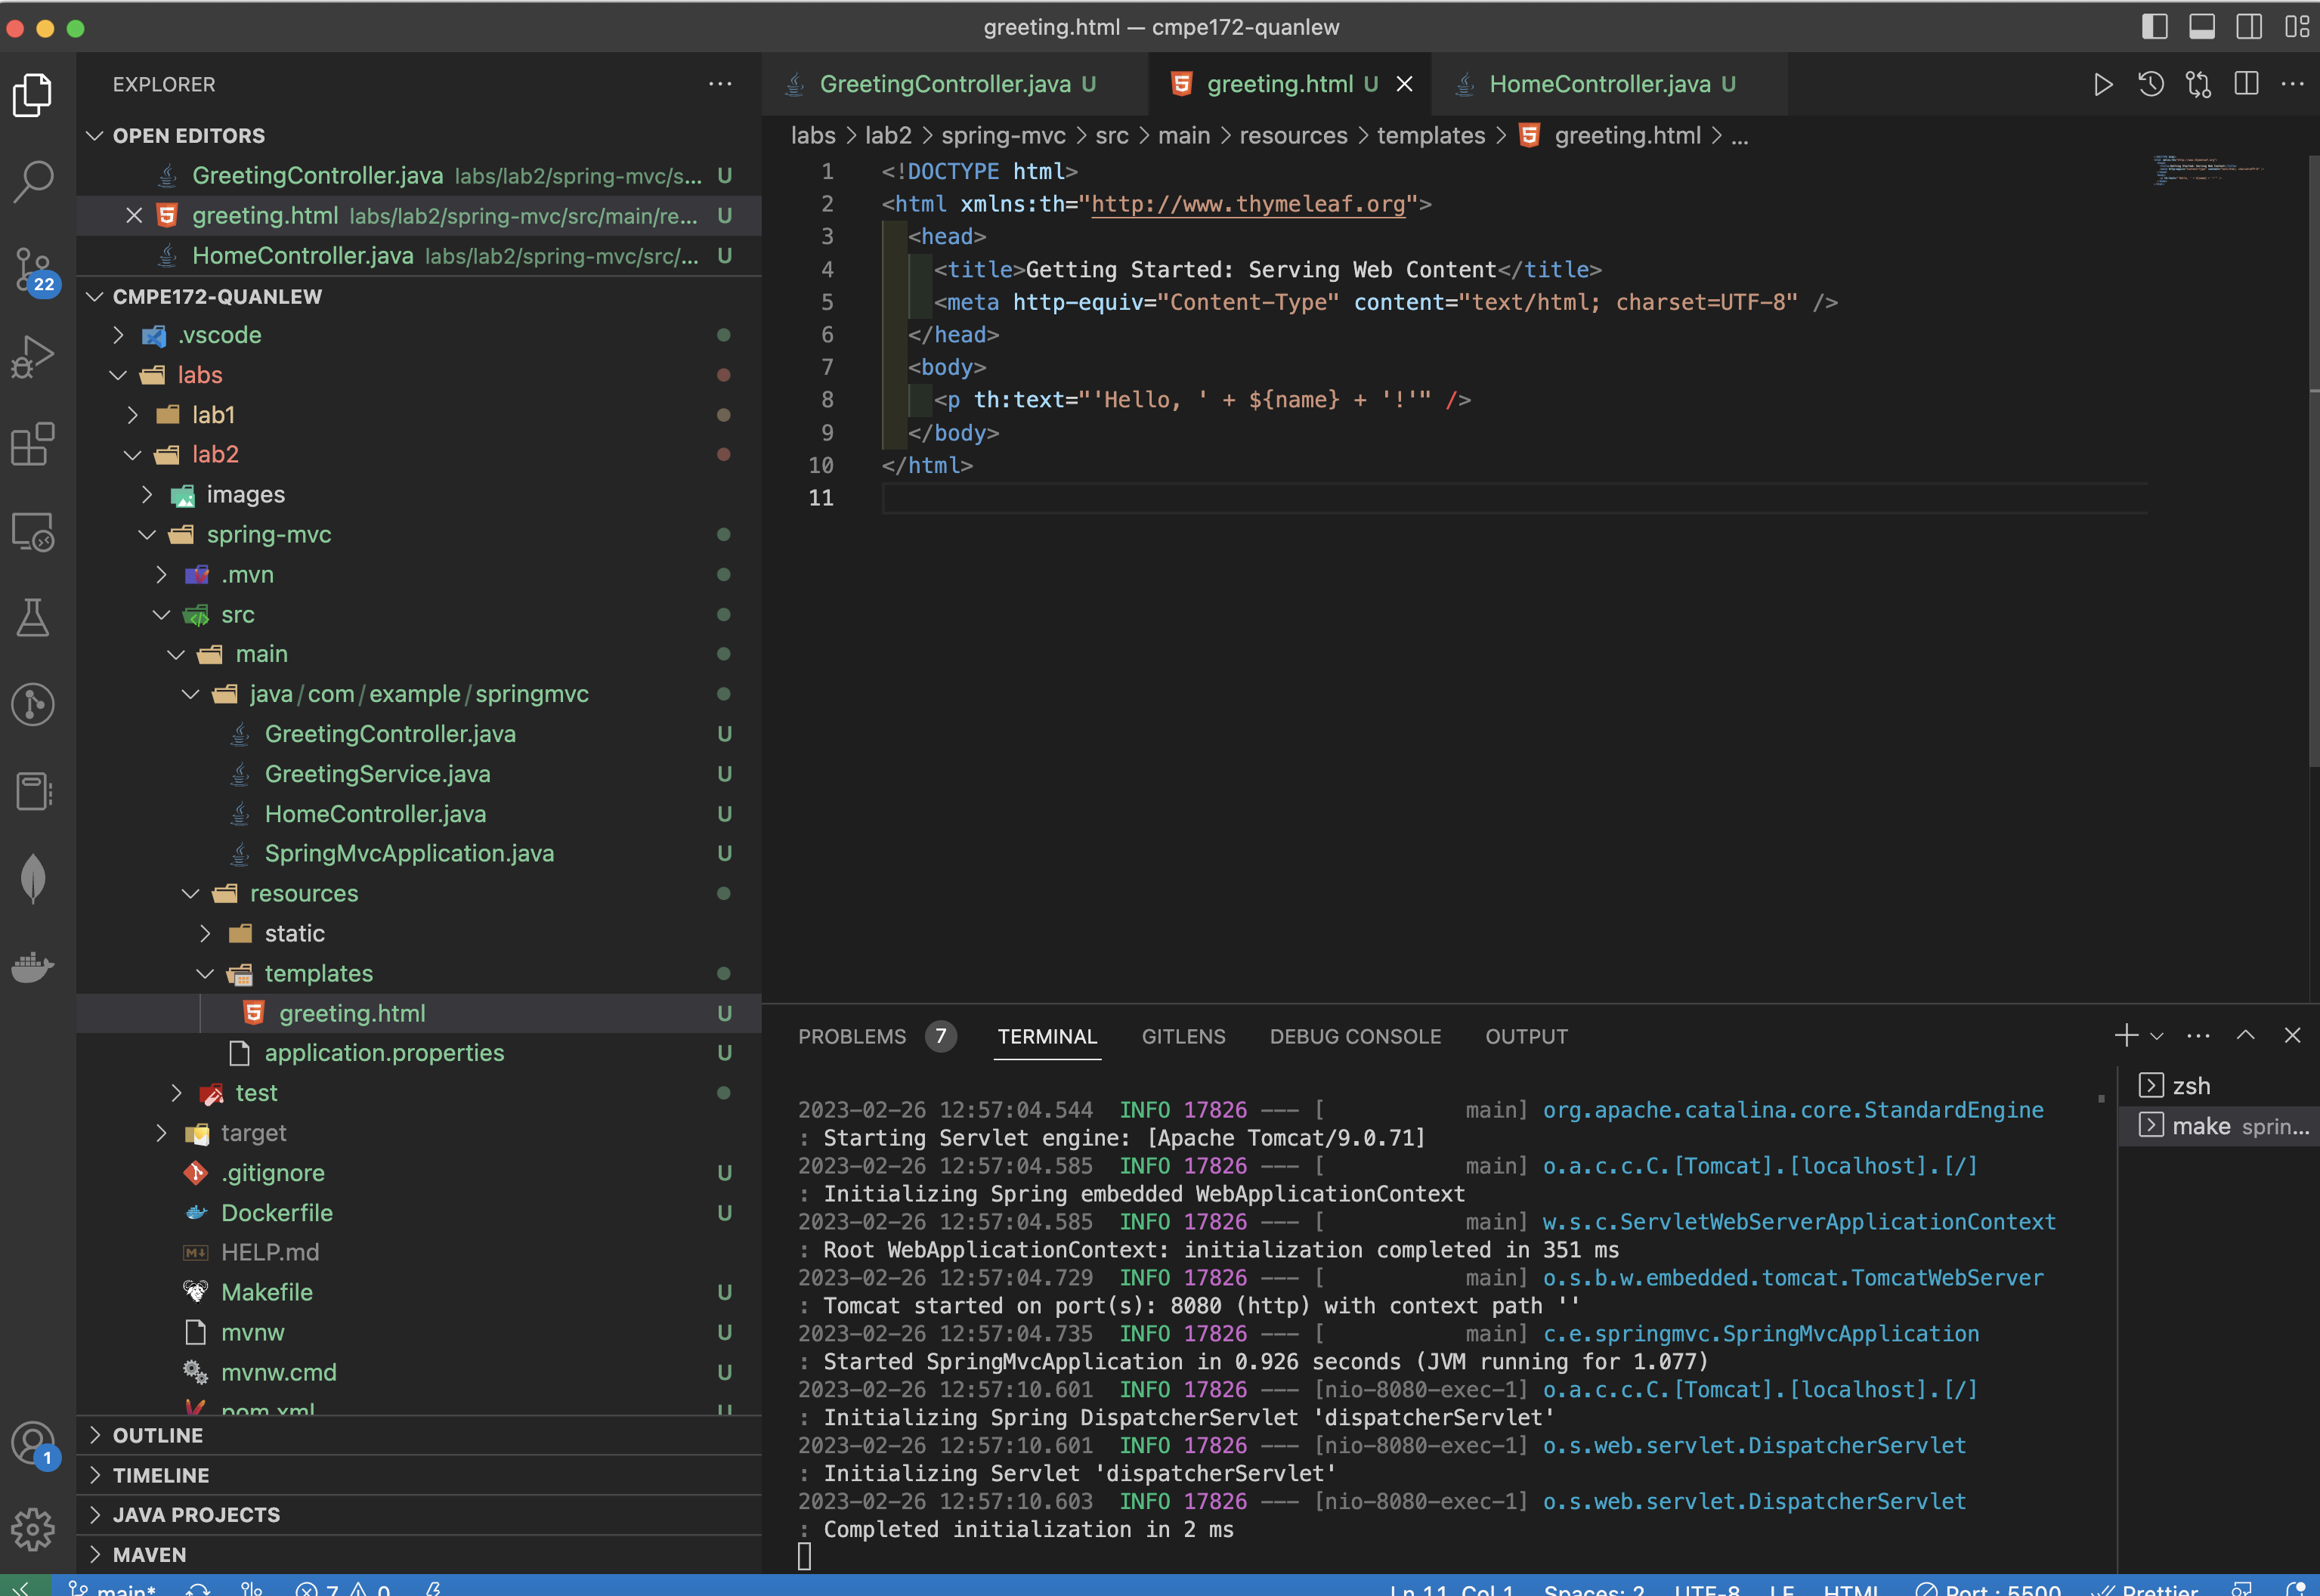 greeting.html — cmpe172-quanlew
EXPLORER
OPEN EDITORS
GreetingController.java labs/lab2/spring-mvc/s... U
greeting.html labs/lab2/spring-mvc/src/main/re... U
HomeController.java labs/lab2/spring-mvc/src/... U
22
CMPE172-QUANLEW
.vscode
labs
lab1
lab2
images
spring-mvc
.mvn
src
main
java/com/example/springmvc
GreetingController.java U
GreetingService.java U
HomeController.java U
SpringMvcApplication.java U
resources
static
templates
greeting.html U
application.properties U
test
target
.gitignore U
Dockerfile U
HELP.md
Makefile U
mvnw U
mvnw.cmd U
pom.xml U
OUTLINE
1
TIMELINE
JAVA PROJECTS
MAVEN
GreetingController.java U greeting.html U HomeController.java U
labs > lab2 > spring-mvc > src > main > resources > templates > greeting.html > ...
1 <!DOCTYPE html>
2 <html xmlns:th="http://www.thymeleaf.org">
3 <head>
4 <title>Getting Started: Serving Web Content</title>
5 <meta http-equiv="Content-Type" content="text/html; charset=UTF-8" />
6 </head>
7 <body>
8 <p th:text="'Hello, ' + ${name} + '!'" />
9 </body>
10 </html>
11
PROBLEMS 7 TERMINAL GITLENS DEBUG CONSOLE OUTPUT
zsh
make sprin...
2023-02-26 12:57:04.544 INFO 17826 --- [ main] org.apache.catalina.core.StandardEngine
: Starting Servlet engine: [Apache Tomcat/9.0.71]
2023-02-26 12:57:04.585 INFO 17826 --- [ main] o.a.c.c.C.[Tomcat].[localhost].[/]
: Initializing Spring embedded WebApplicationContext
2023-02-26 12:57:04.585 INFO 17826 --- [ main] w.s.c.ServletWebServerApplicationContext
: Root WebApplicationContext: initialization completed in 351 ms
2023-02-26 12:57:04.729 INFO 17826 --- [ main] o.s.b.w.embedded.tomcat.TomcatWebServer
: Tomcat started on port(s): 8080 (http) with context path ''
2023-02-26 12:57:04.735 INFO 17826 --- [ main] c.e.springmvc.SpringMvcApplication
: Started SpringMvcApplication in 0.926 seconds (JVM running for 1.077)
2023-02-26 12:57:10.601 INFO 17826 --- [nio-8080-exec-1] o.a.c.c.C.[Tomcat].[localhost].[/]
: Initializing Spring DispatcherServlet 'dispatcherServlet'
2023-02-26 12:57:10.601 INFO 17826 --- [nio-8080-exec-1] o.s.web.servlet.DispatcherServlet
: Initializing Servlet 'dispatcherServlet'
2023-02-26 12:57:10.603 INFO 17826 --- [nio-8080-exec-1] o.s.web.servlet.DispatcherServlet
: Completed initialization in 2 ms
main* 7 0 Ln 11, Col 1 Spaces: 2 UTF-8 LF HTML Port : 5500 Prettier